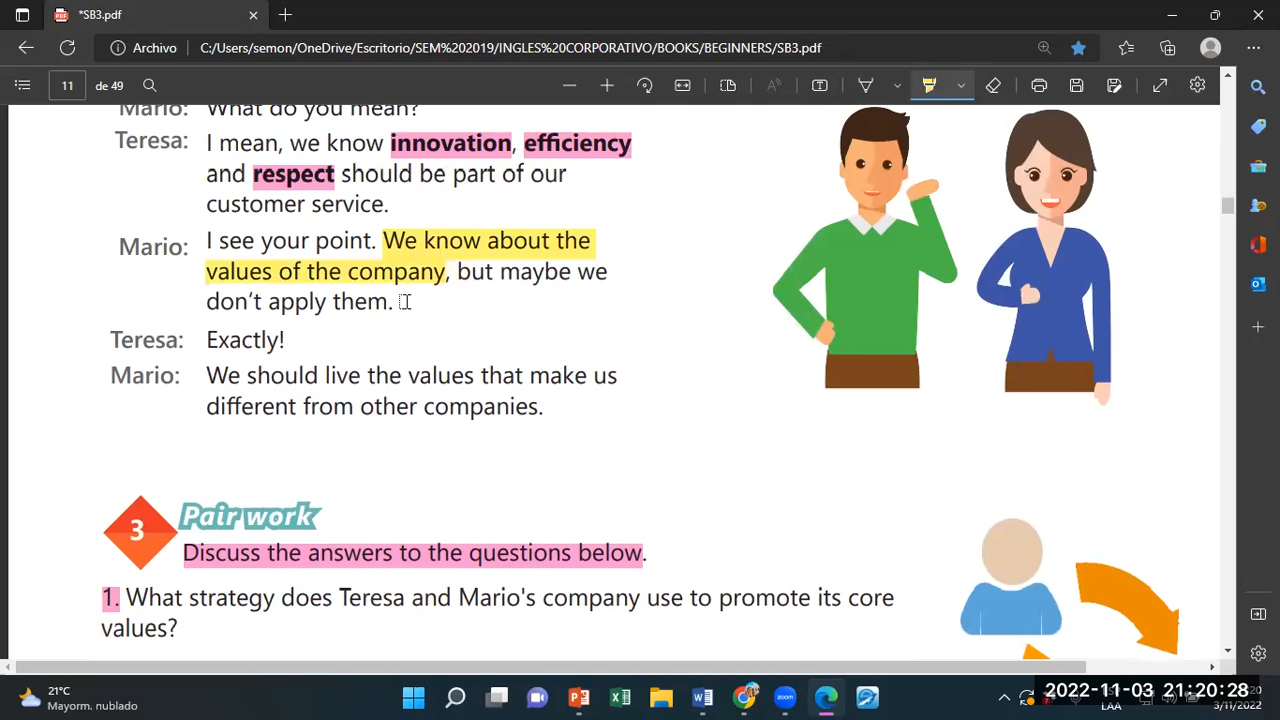 *SB3.pdf
Archivo
C:/Users/semon/OneDrive/Escritorio/SEM%202019/INGLES%20CORPORATIVO/BOOKS/BEGINNERS/SB3.pdf
11 de 49
Mario: What do you mean?
Teresa: I mean, we know innovation, efficiency
and respect should be part of our
customer service.
Mario: I see your point. We know about the
values of the company, but maybe we
don't apply them.
Teresa: Exactly!
Mario: We should live the values that make us
different from other companies.
3 Pair work
Discuss the answers to the questions below.
1. What strategy does Teresa and Mario's company use to promote its core
values?
21°C
Mayorm. nublado
LAA
2022-11-03 21:20:28
3/11/2022